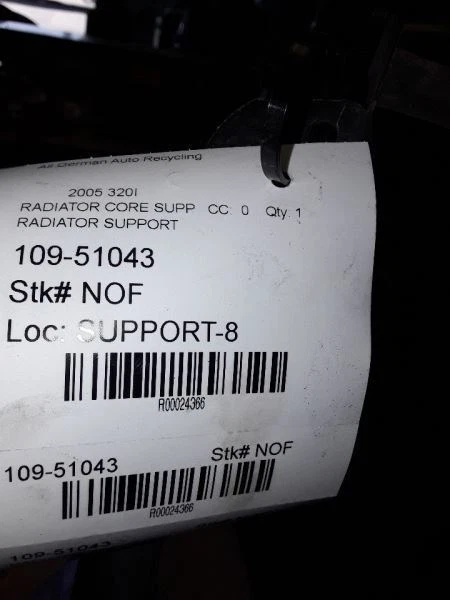 All German Auto Recycling
2005 320I
RADIATOR CORE SUPP CC: 0 Qty: 1
RADIATOR SUPPORT
109-51043
Stk# NOF
Loc: SUPPORT-8
R00024366
109-51043 Stk# NOF
R00024366
109-51043